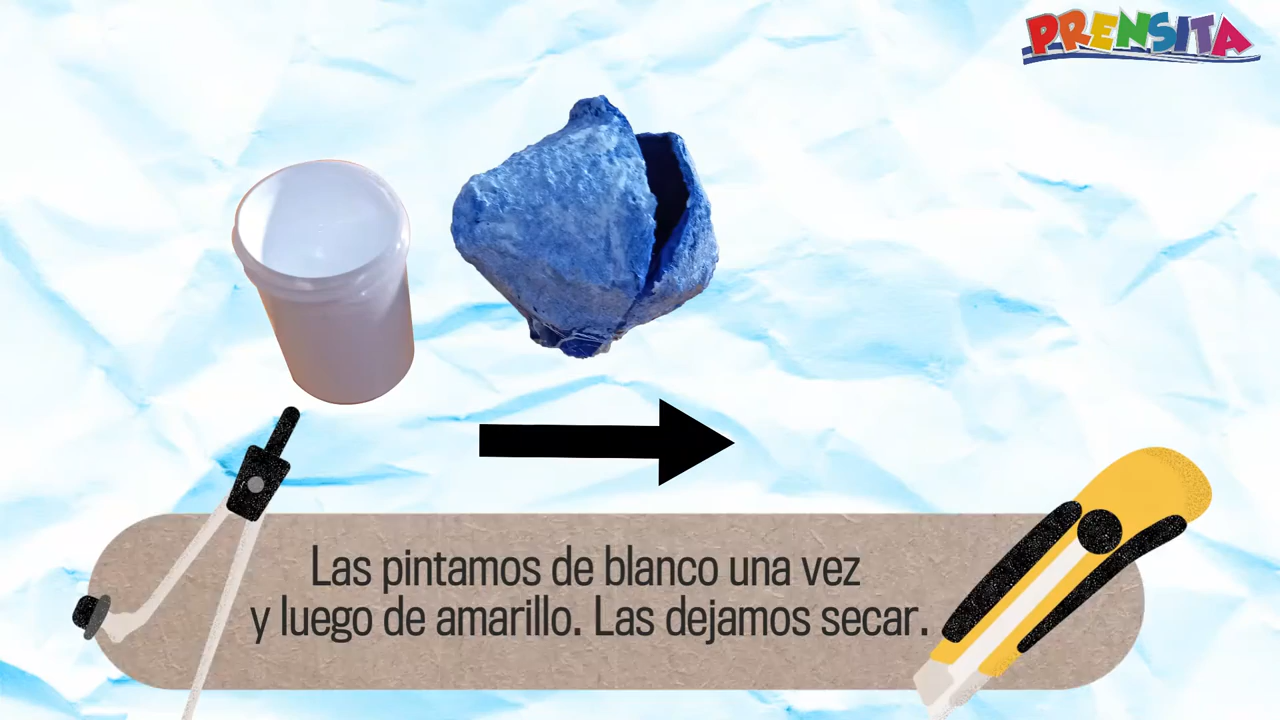 PRENSITA
Las pintamos de blanco una vez
y luego de amarillo. Las dejamos secar.